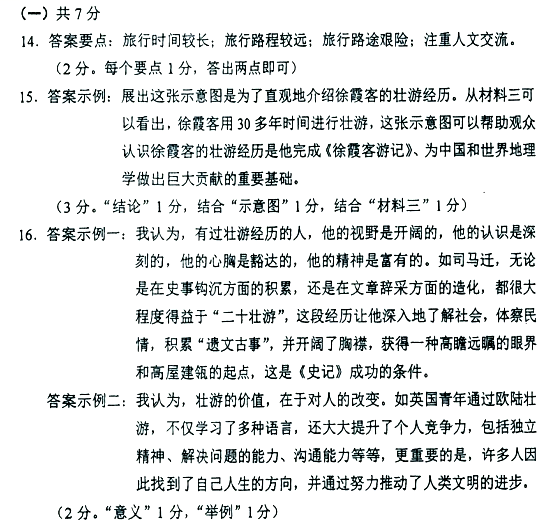 （一）共7分
14．答案要点：旅行时间较长；旅行路程较远；旅行路途艰险；注重人文交流。
（2分。每个要点1分，答出两点即可）
15．答案示例：展出这张示意图是为了直观地介绍徐霞客的壮游经历。从材料三可
以看出，徐霞客用30多年时间进行壮游，这张示意图可以帮助观众
认识徐霞客的壮游经历是他完成《徐霞客游记》、为中国和世界地理
学做出巨大贡献的重要基础。
（3分。“结论”1分，结合“示意图”1分，结合“材料三”1分）
16．答案示例一：我认为，有过壮游经历的人，他的视野是开阔的，他的认识是深
刻的，他的心胸是豁达的，他的精神是富有的。如司马迁，无论
是在史事钩沉方面的积累，还是在文章辞采方面的造化，都很大
程度得益于“二十壮游”，这段经历让他深入地了解社会，体察民
情，积累“遗文古事”，并开阔了胸襟，获得一种高瞻远瞩的眼界
和高屋建瓴的起点，这是《史记》成功的条件。
答案示例二：我认为，壮游的价值，在于对人的改变。如英国青年通过欧陆壮
游，不仅学习了多种语言，还大大提升了个人竞争力，包括独立
精神、解决问题的能力、沟通能力等等，更重要的是，许多人因
此找到了自己人生的方向，并通过努力推动了人类文明的进步。
（2分。“意义”1分，“举例”1分）